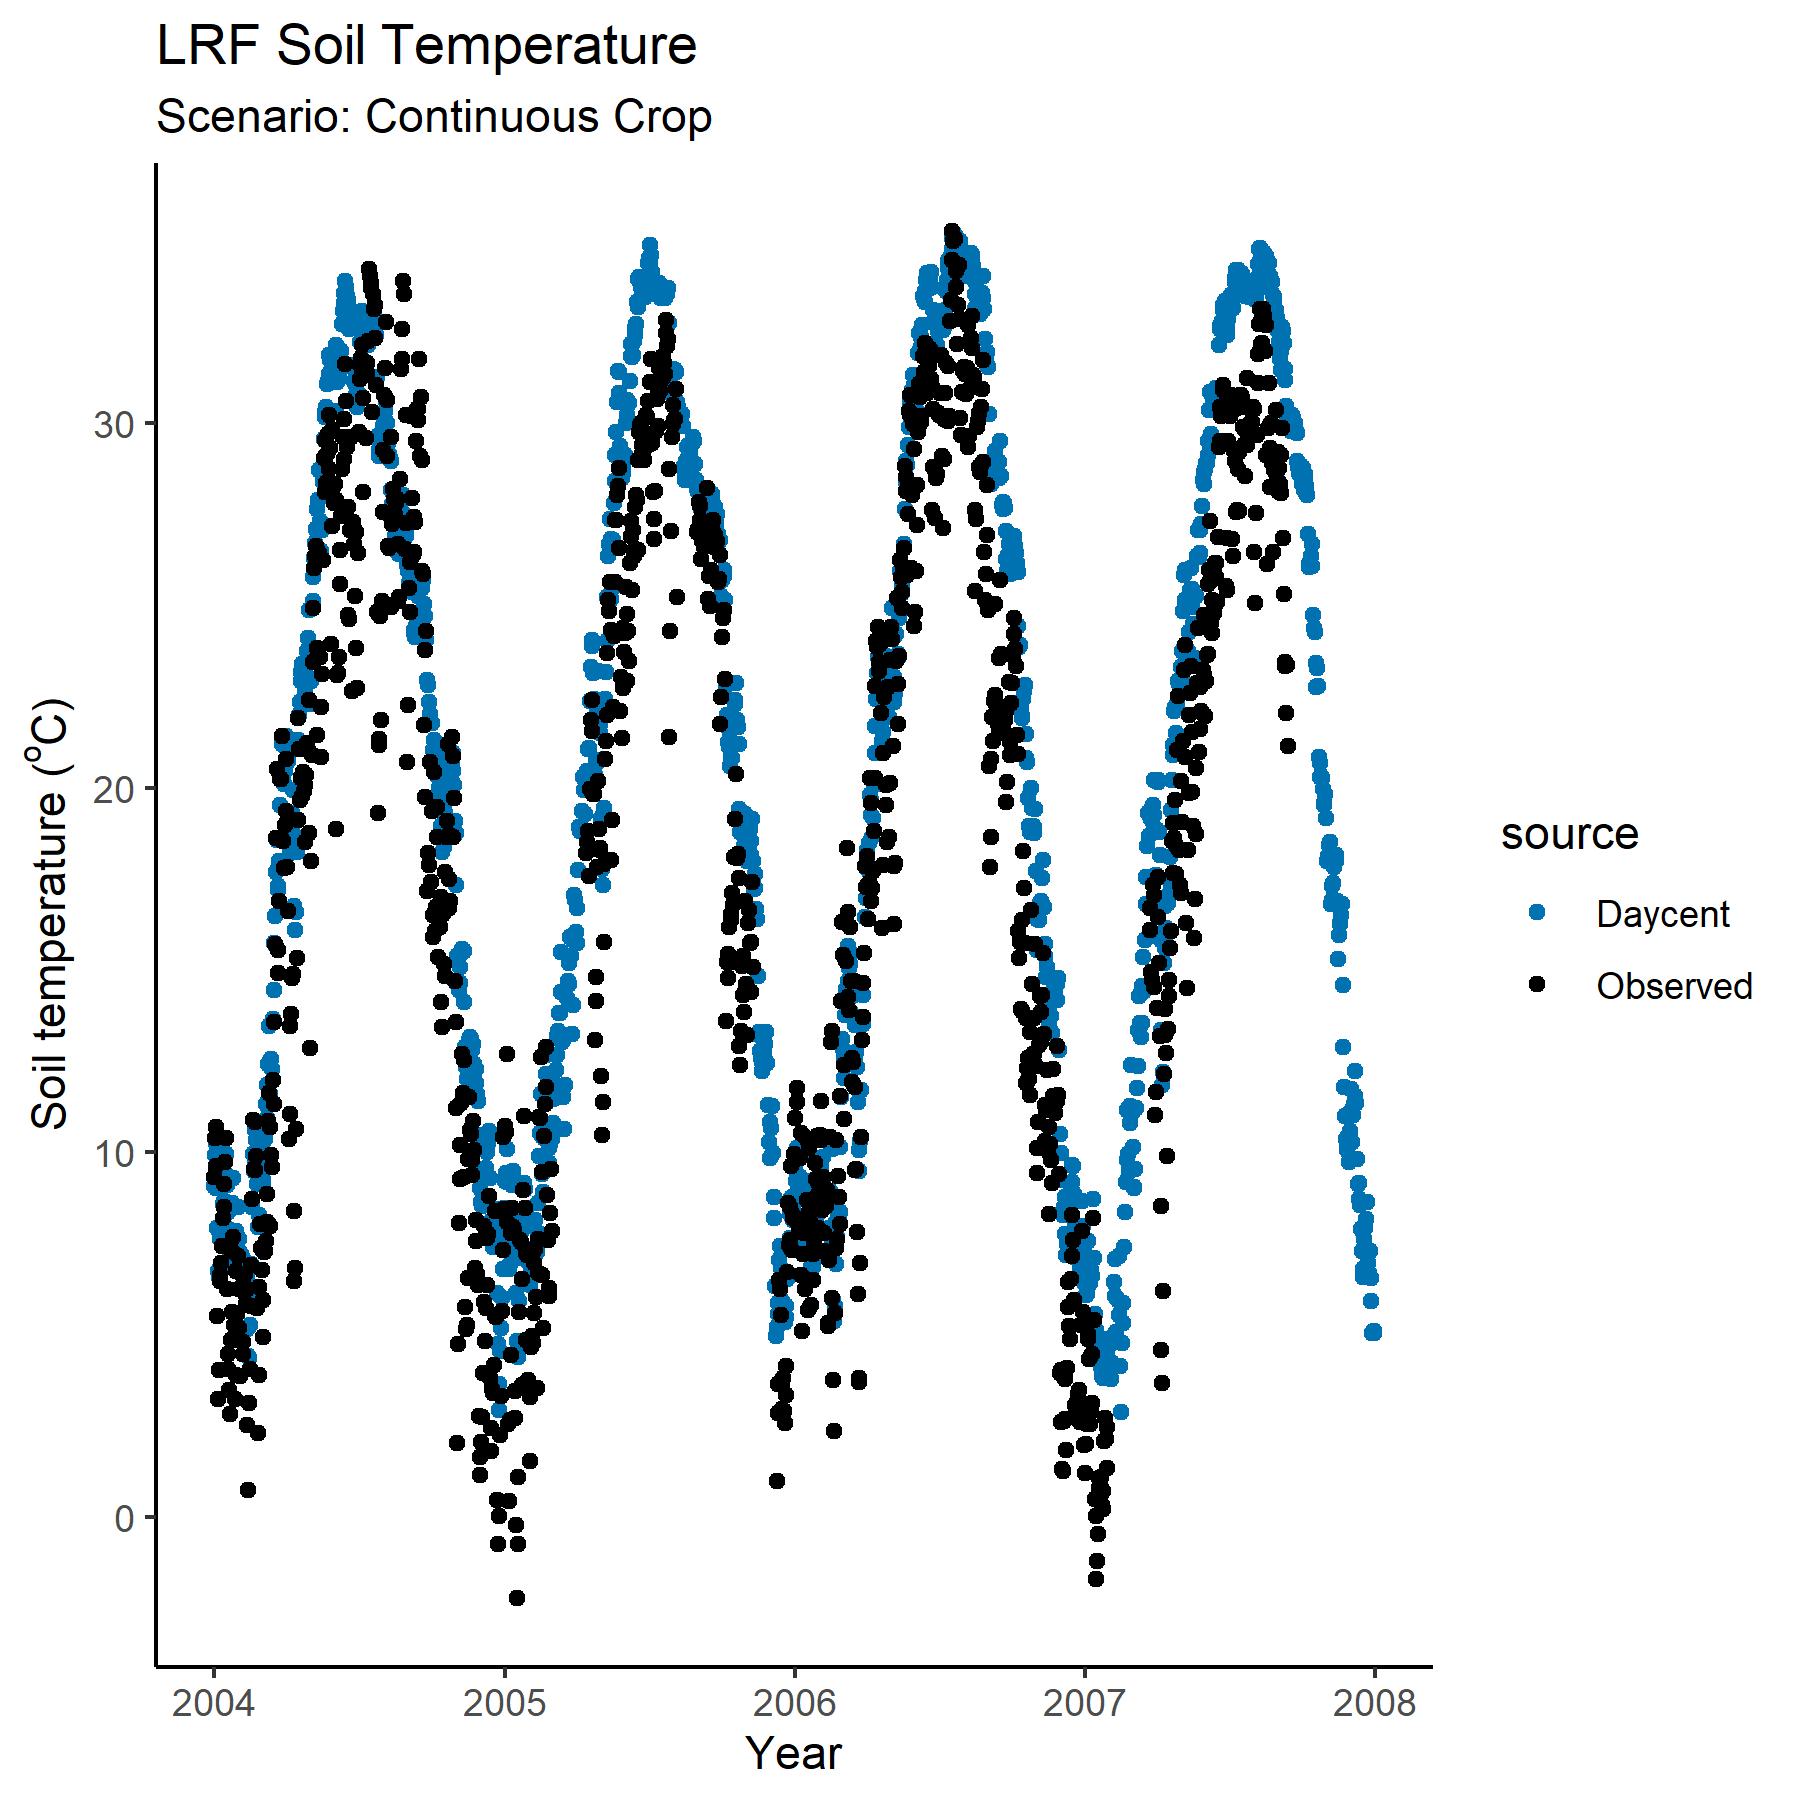 LRF Soil Temperature
Scenario: Continuous Crop
Soil temperature (°C)
30
20
10
0
2004 2005 2006 2007 2008
Year
source
Daycent
Observed